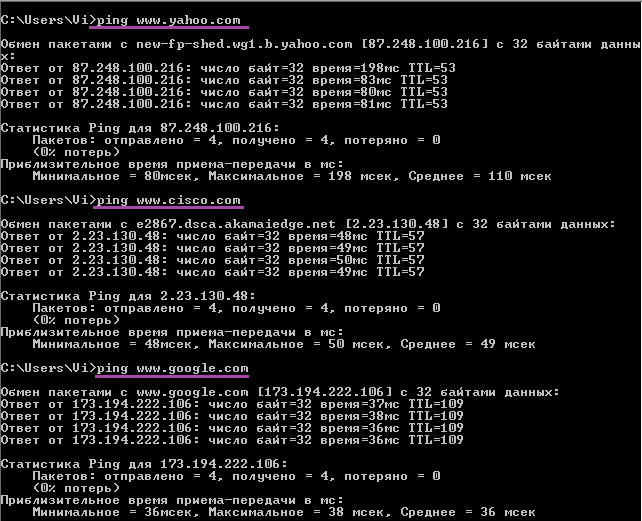 C:\Users\Vi>ping www.yahoo.com
Обмен пакетами с new-fp-shed.wg1.b.yahoo.com [87.248.100.216] с 32 байтами данны
х:
Ответ от 87.248.100.216: число байт=32 время=198мс TTL=53
Ответ от 87.248.100.216: число байт=32 время=83мс TTL=53
Ответ от 87.248.100.216: число байт=32 время=80мс TTL=53
Ответ от 87.248.100.216: число байт=32 время=81мс TTL=53
Статистика Ping для 87.248.100.216:
Пакетов: отправлено = 4, получено = 4, потеряно = 0
(0% потерь)
Приблизительное время приема-передачи в мс:
Минимальное = 80мсек, Максимальное = 198 мсек, Среднее = 110 мсек
C:\Users\Vi>ping www.cisco.com
Обмен пакетами с e2867.dsca.akamaiedge.net [2.23.130.48] с 32 байтами данных:
Ответ от 2.23.130.48: число байт=32 время=48мс TTL=57
Ответ от 2.23.130.48: число байт=32 время=49мс TTL=57
Ответ от 2.23.130.48: число байт=32 время=50мс TTL=57
Ответ от 2.23.130.48: число байт=32 время=49мс TTL=57
Статистика Ping для 2.23.130.48:
Пакетов: отправлено = 4, получено = 4, потеряно = 0
(0% потерь)
Приблизительное время приема-передачи в мс:
Минимальное = 48мсек, Максимальное = 50 мсек, Среднее = 49 мсек
C:\Users\Vi>ping www.google.com
Обмен пакетами с www.google.com [173.194.222.106] с 32 байтами данных:
Ответ от 173.194.222.106: число байт=32 время=37мс TTL=109
Ответ от 173.194.222.106: число байт=32 время=38мс TTL=109
Ответ от 173.194.222.106: число байт=32 время=36мс TTL=109
Ответ от 173.194.222.106: число байт=32 время=36мс TTL=109
Статистика Ping для 173.194.222.106:
Пакетов: отправлено = 4, получено = 4, потеряно = 0
(0% потерь)
Приблизительное время приема-передачи в мс:
Минимальное = 36мсек, Максимальное = 38 мсек, Среднее = 36 мсек